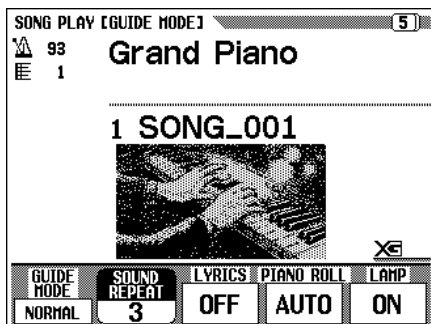 SONG PLAY [GUIDE MODE] 5
93
1
Grand Piano
1 SONG_001
XG
GUIDE MODE NORMAL
SOUND REPEAT 3
LYRICS OFF
PIANO ROLL AUTO
LAMP ON